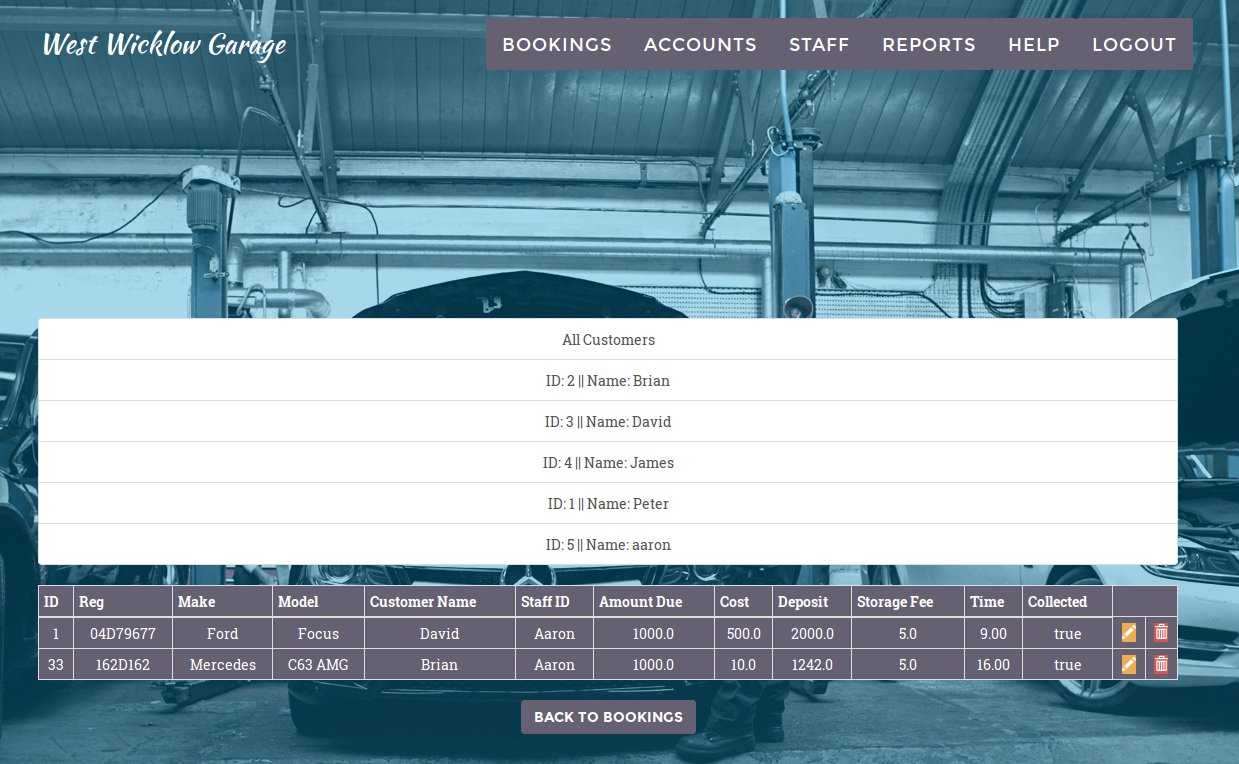 West Wicklow Garage
BOOKINGS ACCOUNTS STAFF REPORTS HELP LOGOUT
All Customers
ID: 2 || Name: Brian
ID: 3 || Name: David
ID: 4 || Name: James
ID: 1 || Name: Peter
ID: 5 || Name: aaron
ID Reg Make Model Customer Name Staff ID Amount Due Cost Deposit Storage Fee Time Collected
1 04D79677 Ford Focus David Aaron 1000.0 500.0 2000.0 5.0 9.00 true
33 162D162 Mercedes C63 AMG Brian Aaron 1000.0 10.0 1242.0 5.0 16.00 true
BACK TO BOOKINGS